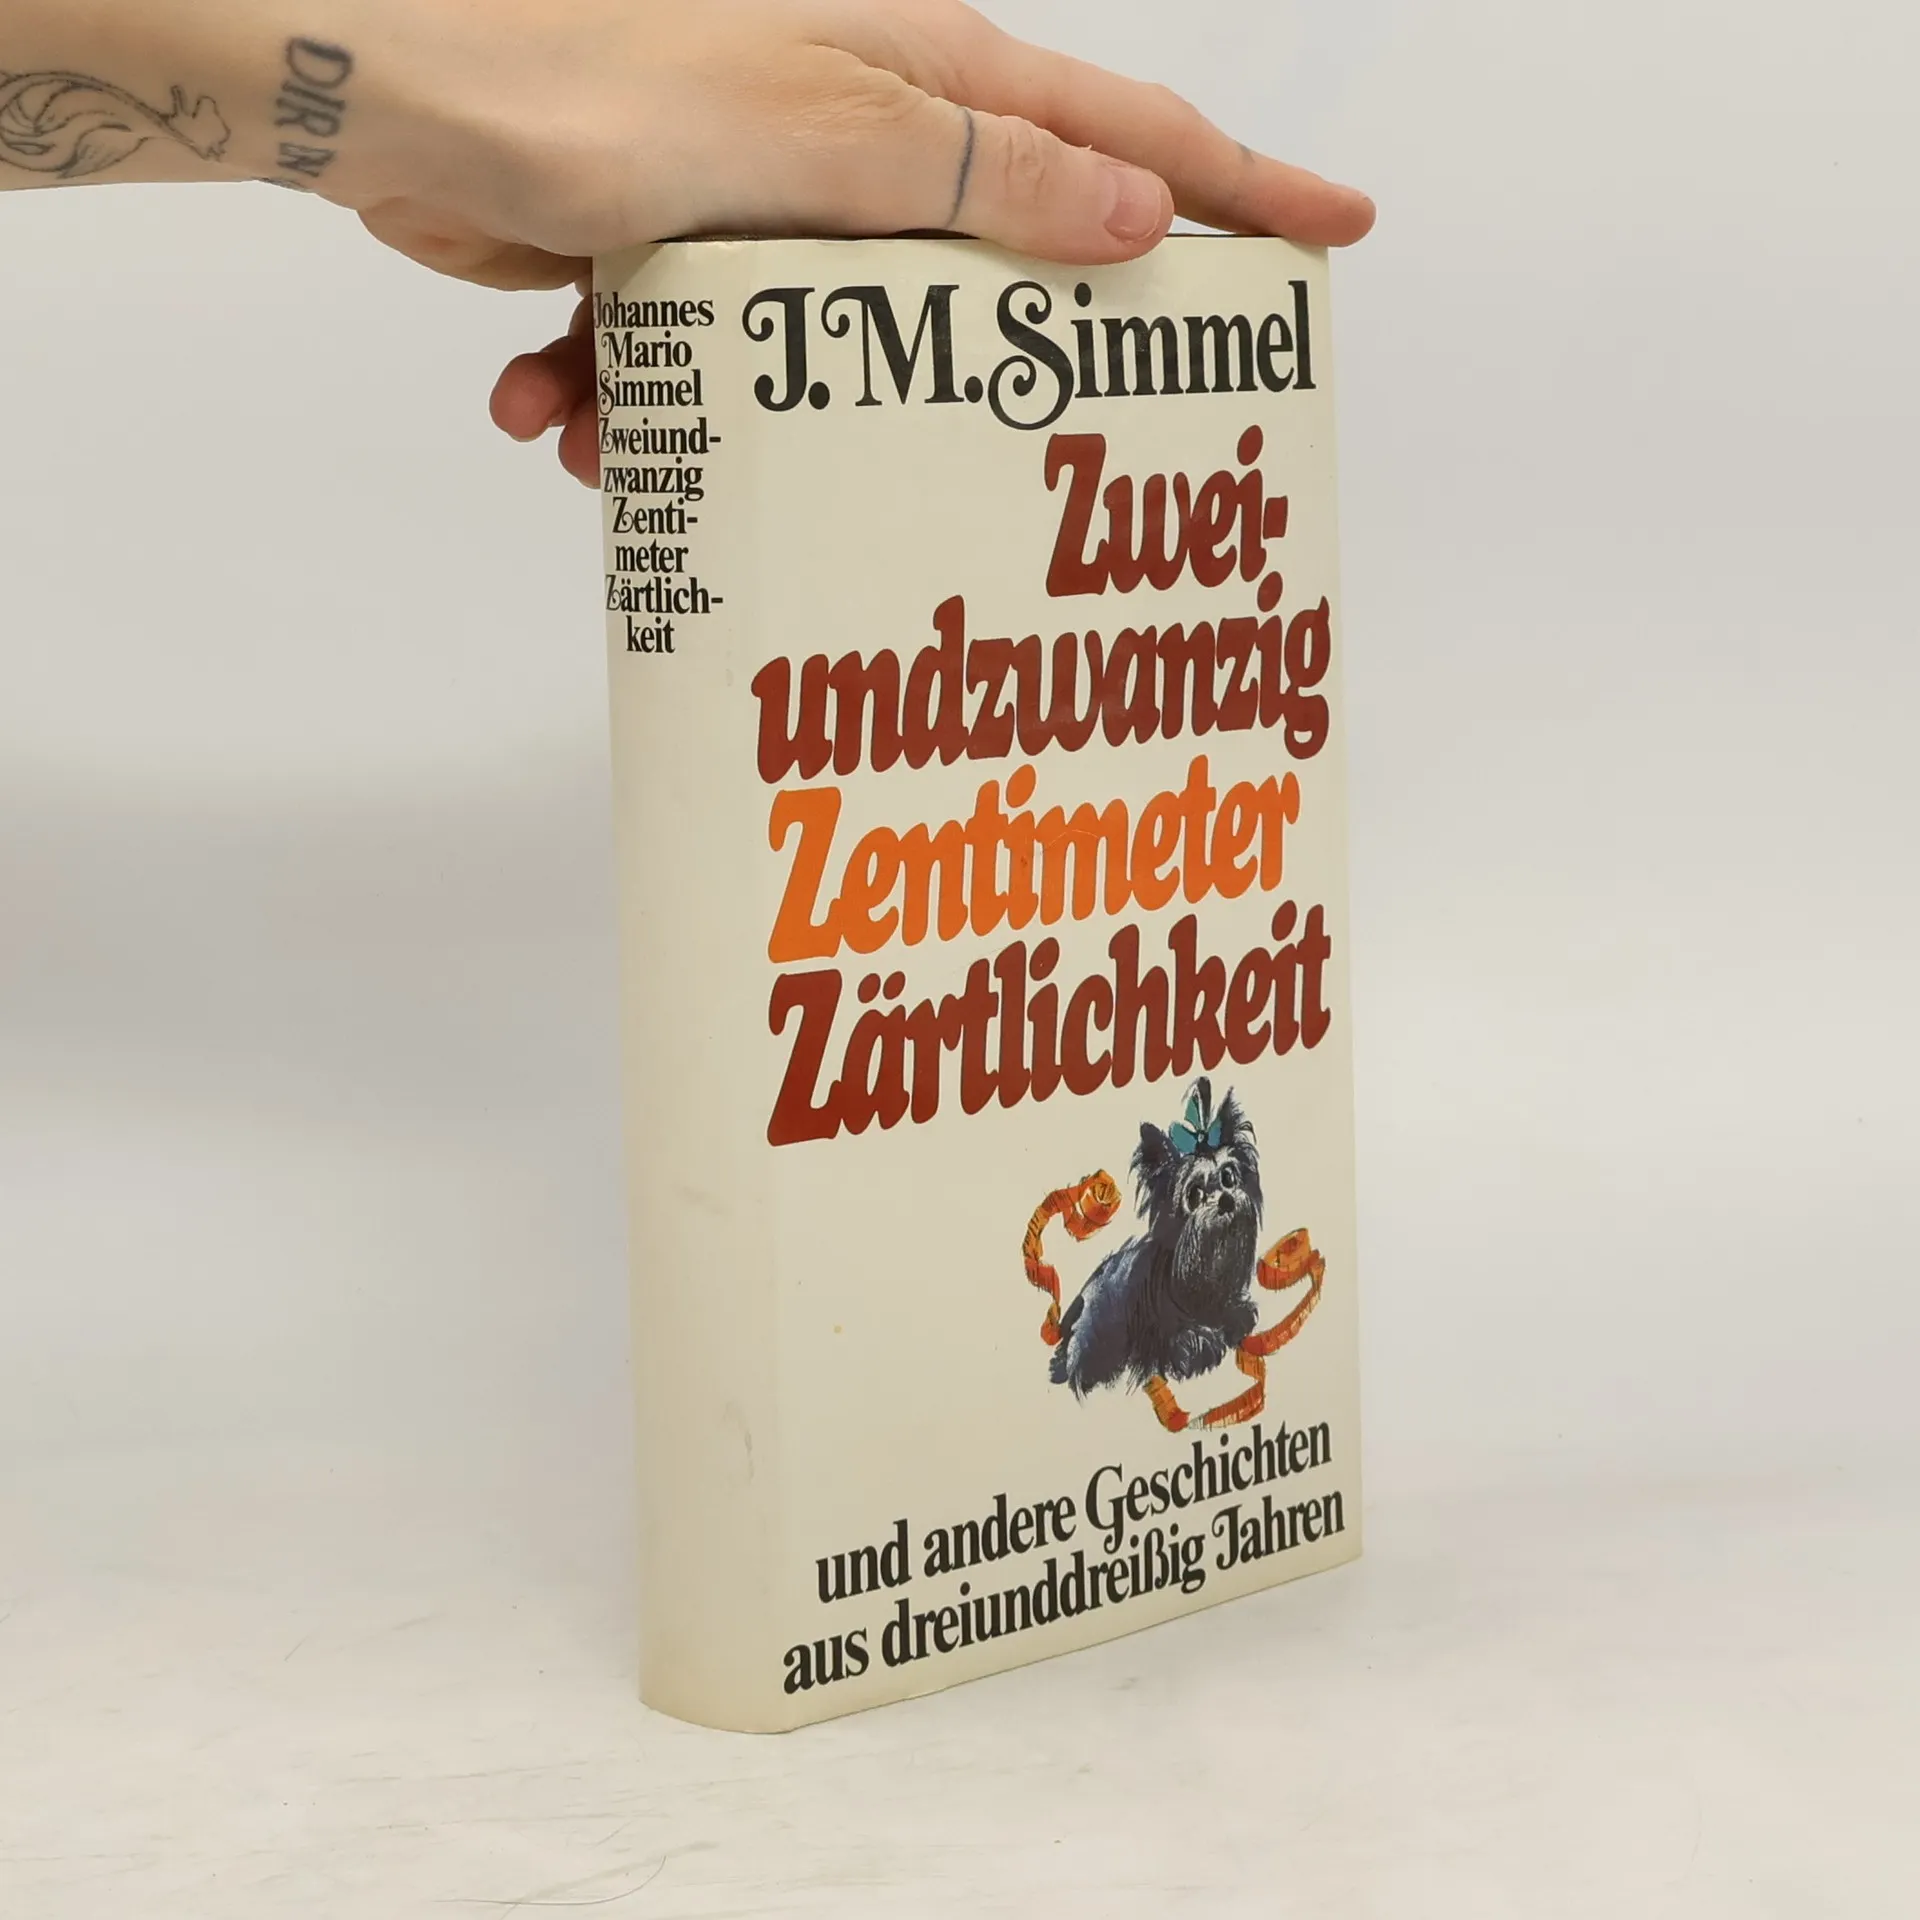 Johannes
Mario
Simmel
Zweiund-
zwanzig
Zenti-
meter
Zärtlich-
keit
J. M. Simmel
Zwei-
undzwanzig
Zentimeter
Zärtlichkeit
und andere Geschichten
aus dreiunddreißig Jahren